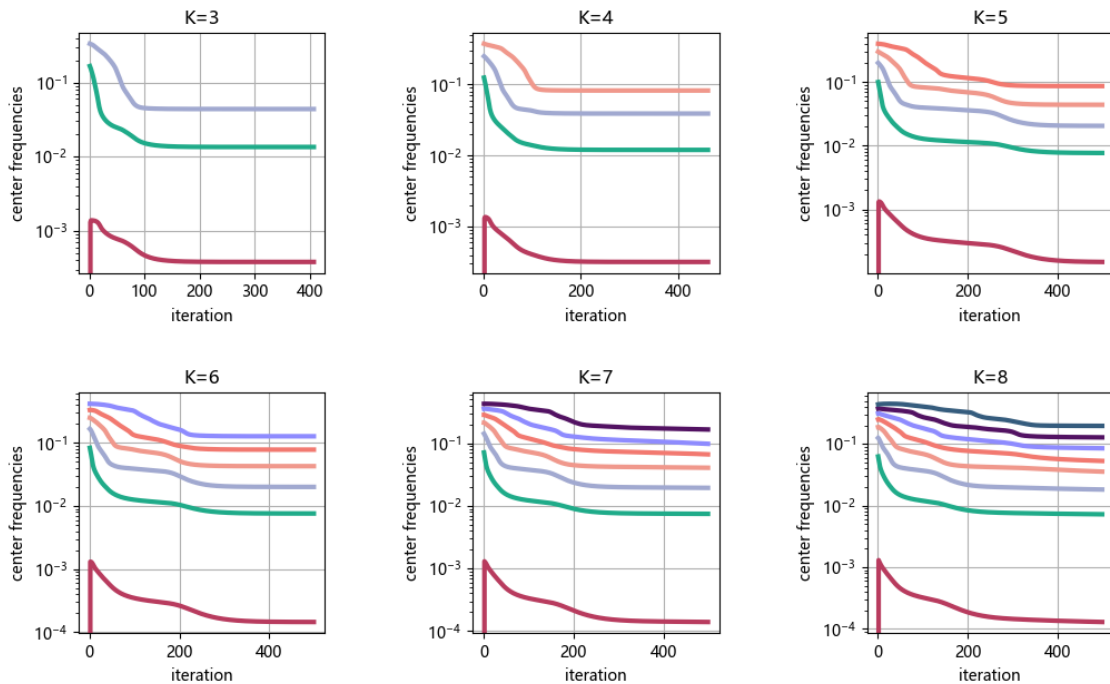 K=3
K=4
K=5
center frequencies
10⁻¹
10⁻²
10⁻³
0 100 200 300 400
iteration
center frequencies
10⁻¹
10⁻²
10⁻³
0 200 400
iteration
center frequencies
10⁻¹
10⁻²
10⁻³
0 200 400
iteration
K=6
K=7
K=8
center frequencies
10⁻¹
10⁻²
10⁻³
10⁻⁴
0 200 400
iteration
center frequencies
10⁻¹
10⁻²
10⁻³
10⁻⁴
0 200 400
iteration
center frequencies
10⁻¹
10⁻²
10⁻³
10⁻⁴
0 200 400
iteration